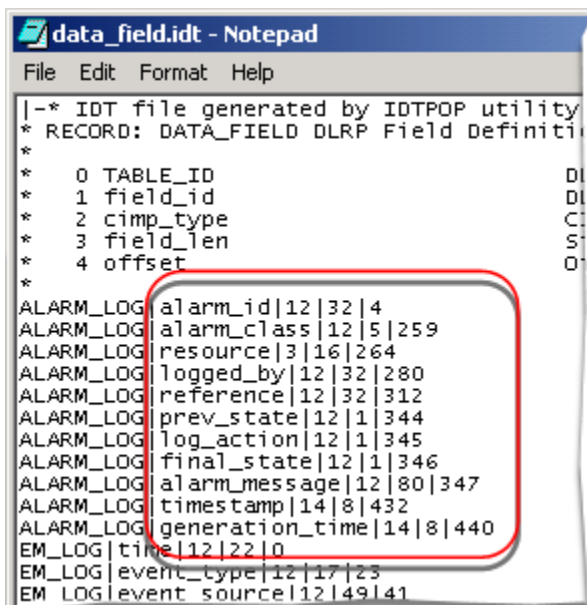 data_field.idt - Notepad
File Edit Format Help
|-* IDT file generated by IDTPOP utility
* RECORD: DATA_FIELD DLRP Field Definiti
*
* 0 TABLE_ID DL
* 1 field_id DL
* 2 cimp_type C
* 3 field_len S
* 4 offset O
*
ALARM_LOG|alarm_id|12|32|4
ALARM_LOG|alarm_class|12|5|259
ALARM_LOG|resource|3|16|264
ALARM_LOG|logged_by|12|32|280
ALARM_LOG|reference|12|32|312
ALARM_LOG|prev_state|12|1|344
ALARM_LOG|log_action|12|1|345
ALARM_LOG|final_state|12|1|346
ALARM_LOG|alarm_message|12|80|347
ALARM_LOG|timestamp|14|8|432
ALARM_LOG|generation_time|14|8|440
EM_LOG|time|12|22|0
EM_LOG|event_type|12|17|23
EM_LOG|event_source|12|49|41